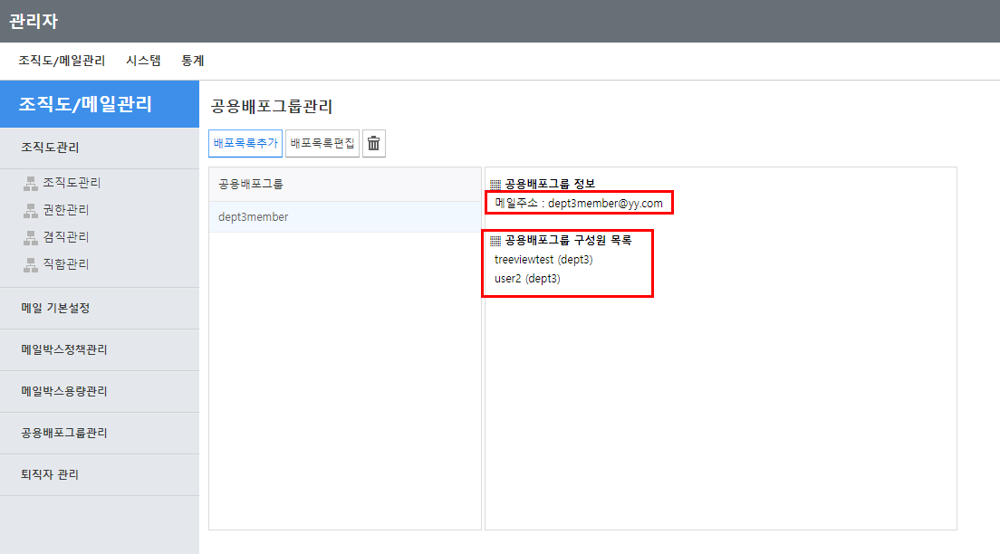 관리자
조직도/메일관리 시스템 통계
조직도/메일관리
조직도관리
조직도관리
권한관리
겸직관리
직함관리
메일 기본설정
메일박스정책관리
메일박스용량관리
공용배포그룹관리
퇴직자 관리
공용배포그룹관리
배포목록추가 배포목록편집
공용배포그룹
dept3member
공용배포그룹 정보
메일주소 : dept3member@yy.com
공용배포그룹 구성원 목록
treeviewtest (dept3)
user2 (dept3)